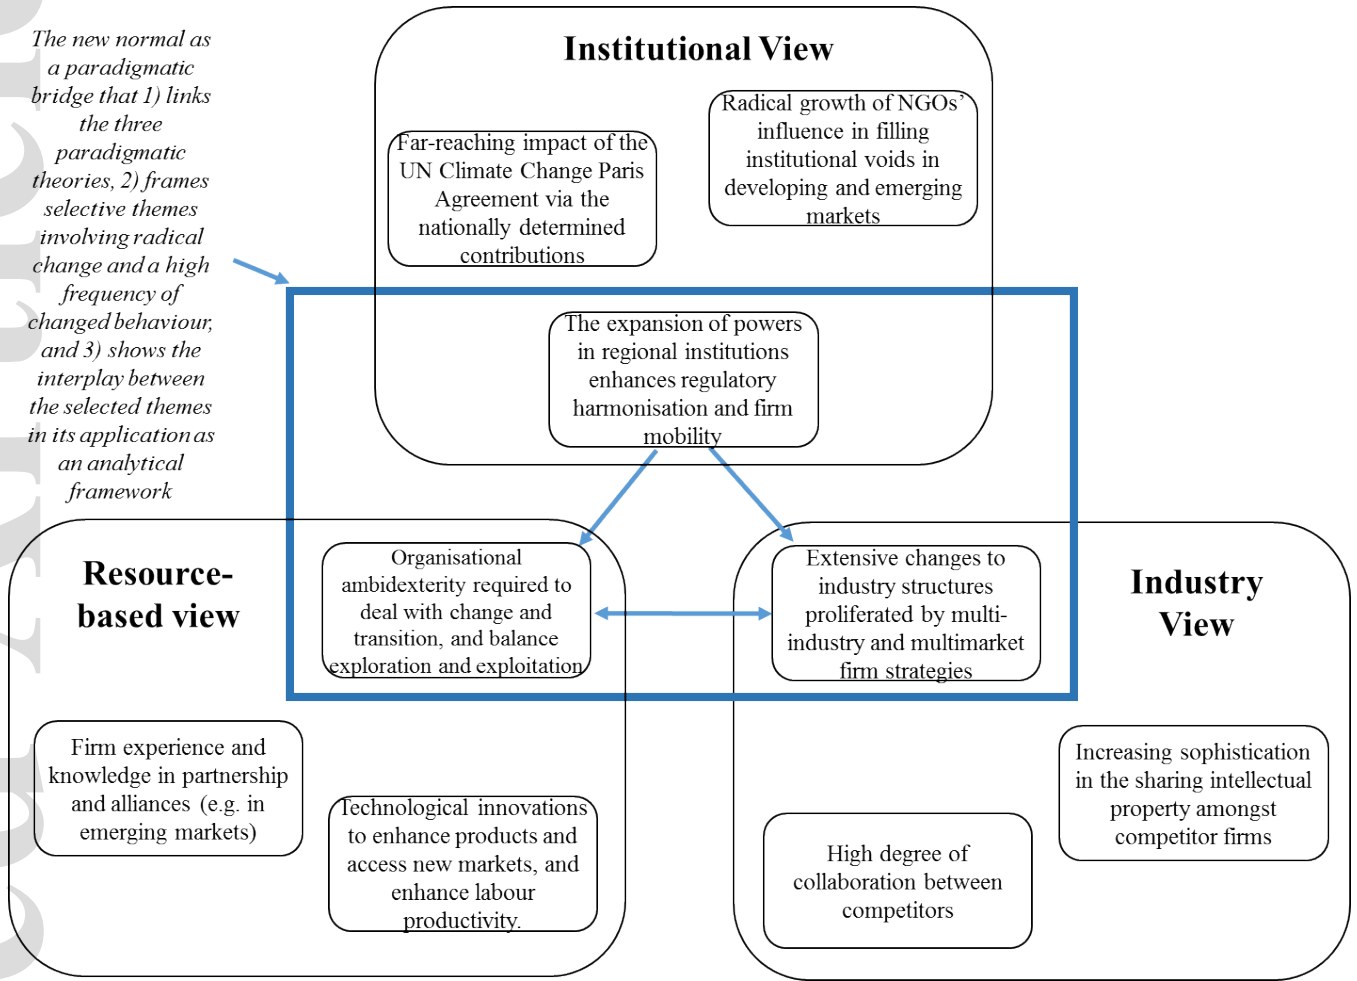 The new normal as
a paradigmatic
bridge that 1) links
the three
paradigmatic
theories, 2) frames
selective themes
involving radical
change and a high
frequency of
changed behaviour,
and 3) shows the
interplay between
the selected themes
in its application as
an analytical
framework
Institutional View
Far-reaching impact of the
UN Climate Change Paris
Agreement via the
nationally determined
contributions
Radical growth of NGOs’
influence in filling
institutional voids in
developing and emerging
markets
The expansion of powers
in regional institutions
enhances regulatory
harmonisation and firm
mobility
Resource-
based view
Organisational
ambidexterity required to
deal with change and
transition, and balance
exploration and exploitation
Firm experience and
knowledge in partnership
and alliances (e.g. in
emerging markets)
Technological innovations
to enhance products and
access new markets, and
enhance labour
productivity.
Industry
View
Extensive changes to
industry structures
proliferated by multi-
industry and multimarket
firm strategies
Increasing sophistication
in the sharing intellectual
property amongst
competitor firms
High degree of
collaboration between
competitors